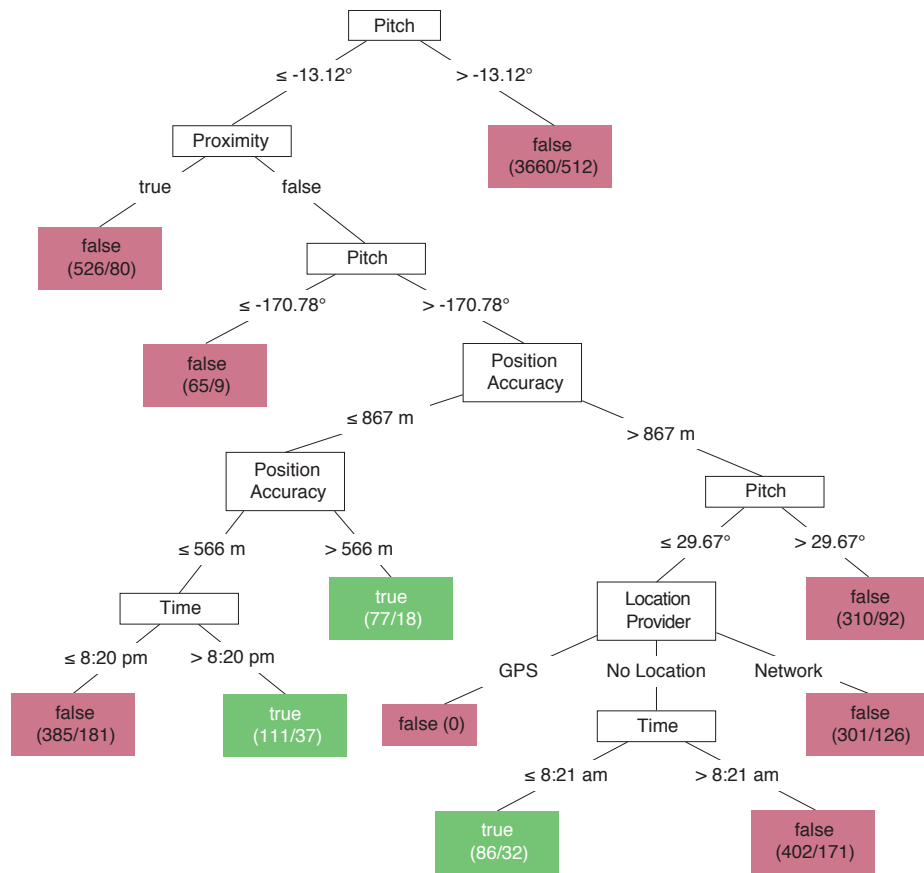 Pitch
≤ -13.12°
> -13.12°
Proximity
false
(3660/512)
true
false
false
(526/80)
Pitch
≤ -170.78°
> -170.78°
false
(65/9)
Position
Accuracy
≤ 867 m
> 867 m
Position
Accuracy
Pitch
≤ 566 m
> 566 m
≤ 29.67°
> 29.67°
Time
true
(77/18)
Location
Provider
false
(310/92)
≤ 8:20 pm
> 8:20 pm
GPS
No Location
Network
false
(385/181)
true
(111/37)
false (0)
Time
false
(301/126)
≤ 8:21 am
> 8:21 am
true
(86/32)
false
(402/171)